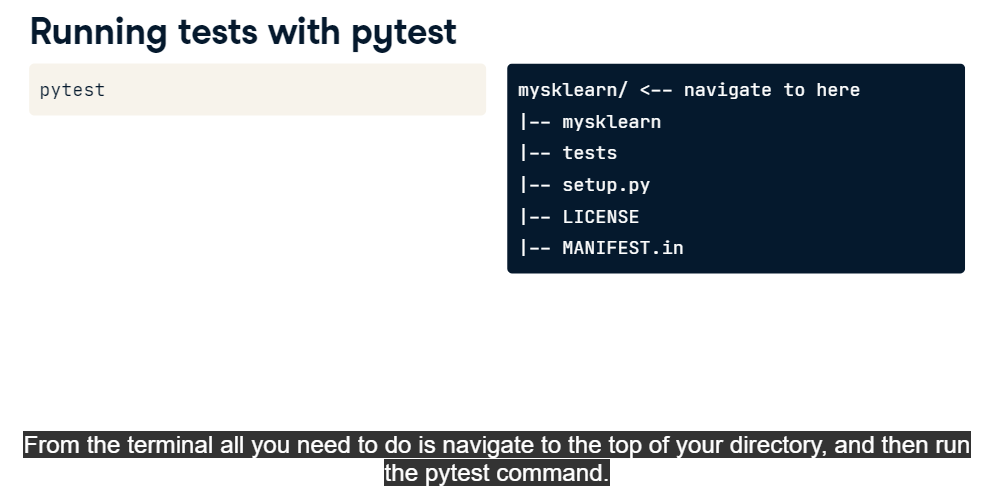 Running tests with pytest
pytest
mysklearn/ <-- navigate to here
|-- mysklearn
|-- tests
|-- setup.py
|-- LICENSE
|-- MANIFEST.in
From the terminal all you need to do is navigate to the top of your directory, and then run
the pytest command.